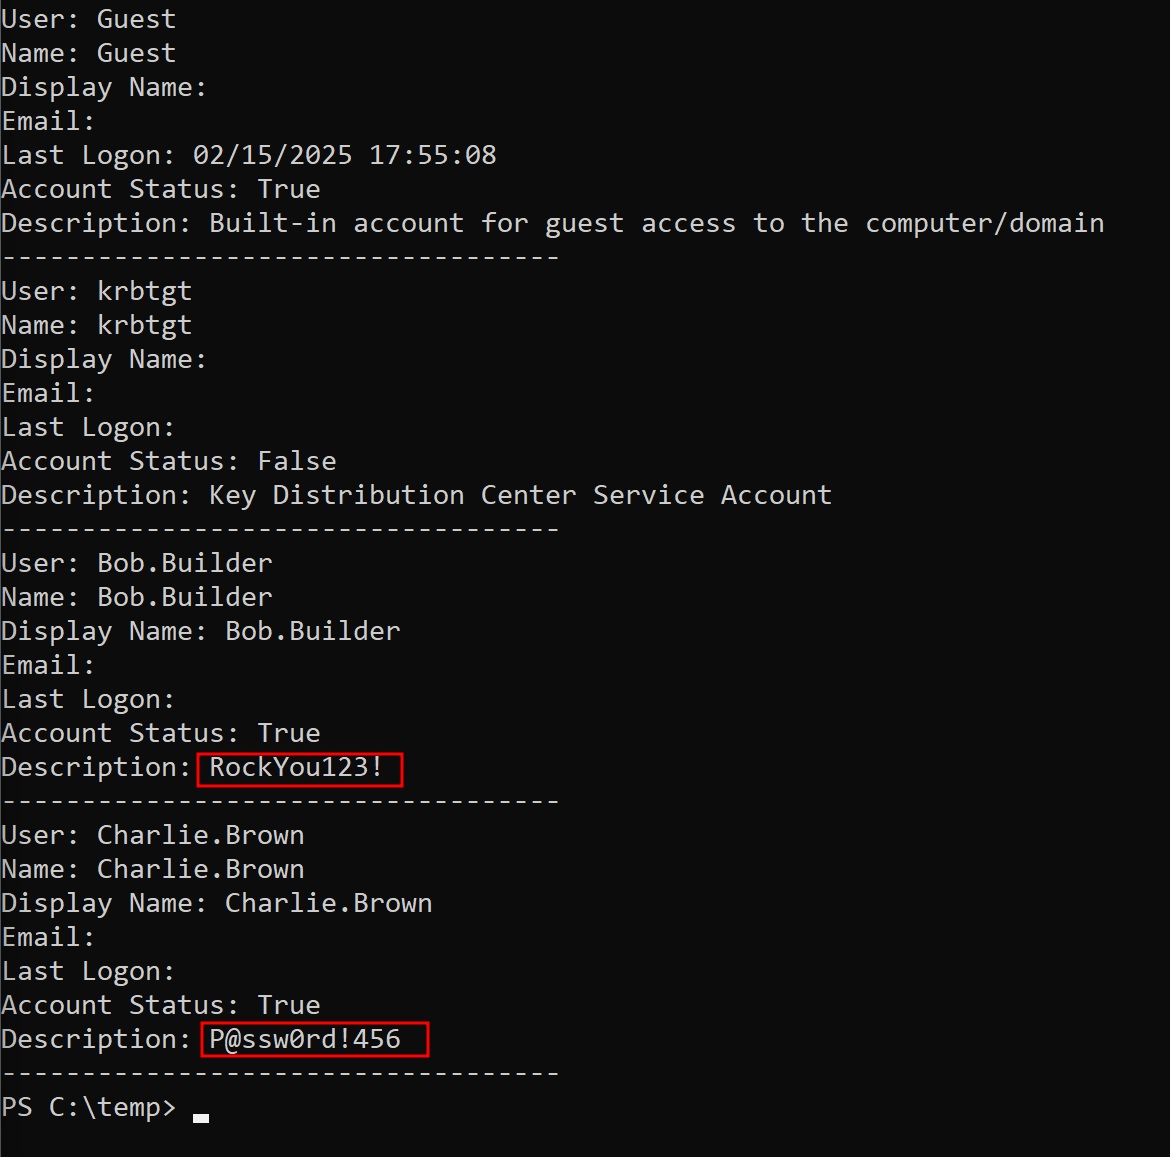 User: Guest
Name: Guest
Display Name:
Email:
Last Logon: 02/15/2025 17:55:08
Account Status: True
Description: Built-in account for guest access to the computer/domain
-----------------------------------
User: krbtgt
Name: krbtgt
Display Name:
Email:
Last Logon:
Account Status: False
Description: Key Distribution Center Service Account
-----------------------------------
User: Bob.Builder
Name: Bob.Builder
Display Name: Bob.Builder
Email:
Last Logon:
Account Status: True
Description: RockYou123!
-----------------------------------
User: Charlie.Brown
Name: Charlie.Brown
Display Name: Charlie.Brown
Email:
Last Logon:
Account Status: True
Description: P@ssw0rd!456
-----------------------------------
PS C:\temp>